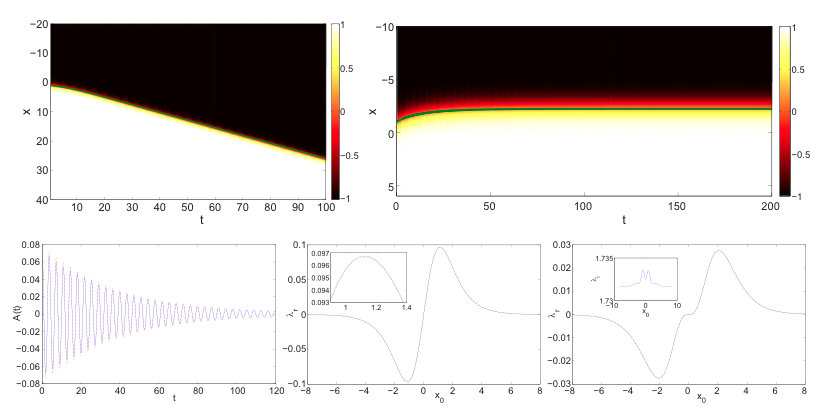 −20
−10
0
10
20
30
40
x
10 20 30 40 50 60 70 80 90 100
t
1
0.5
0
−0.5
−1
−10
−5
0
5
x
0 50 100 150 200
t
1
0.5
0
−0.5
−1
0.08
0.06
0.04
0.02
0
−0.02
−0.04
−0.06
−0.08
A(t)
0 20 40 60 80 100 120
t
0.1
0.05
0
−0.05
−0.1
λr
−8 −6 −4 −2 0 2 4 6 8
x0
0.097
0.096
0.095
0.094
0.093
1 1.2 1.4
0.03
0.02
0.01
0
−0.01
−0.02
−0.03
λr
−8 −6 −4 −2 0 2 4 6 8
x0
1.735
1.73
−10 0 10
x0